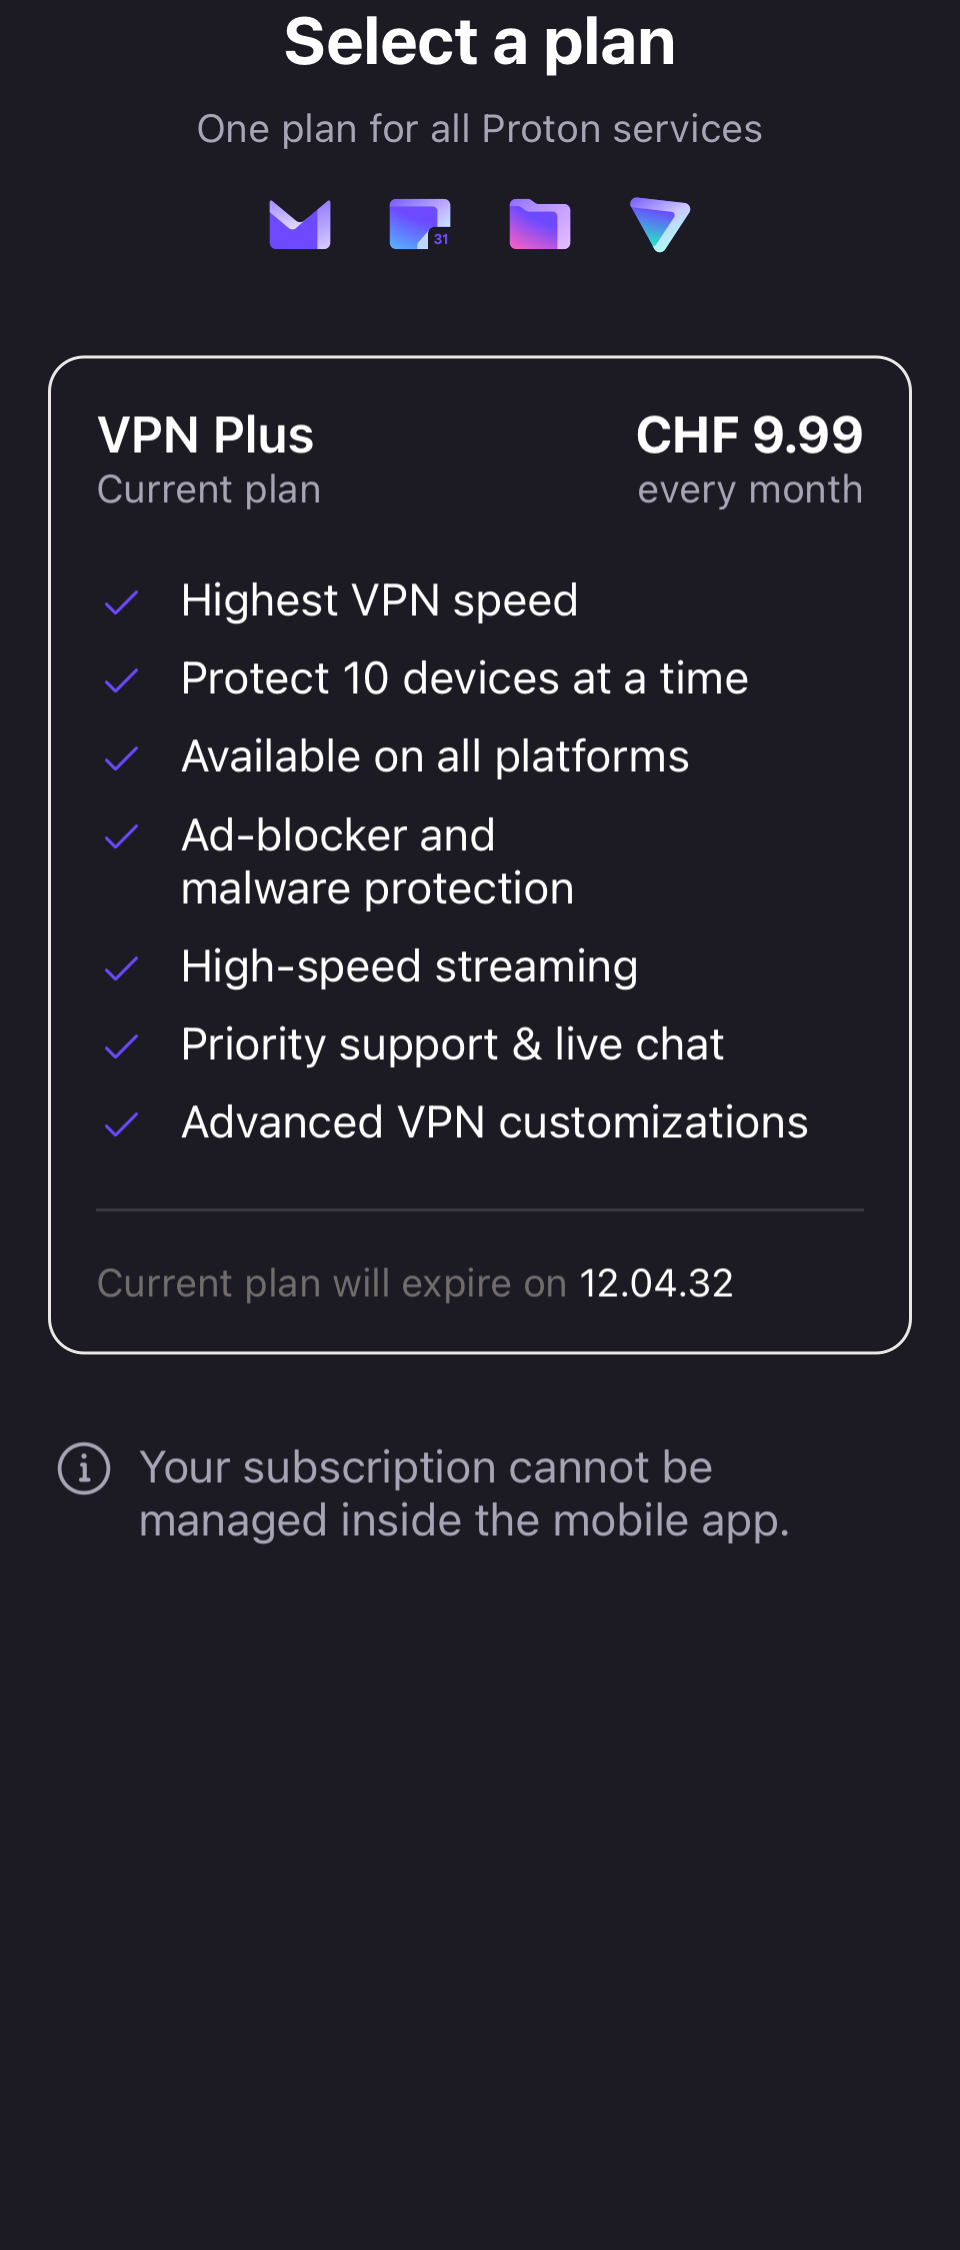 Select a plan
One plan for all Proton services
31
VPN Plus
CHF 9.99
Current plan
every month
Highest VPN speed
Protect 10 devices at a time
Available on all platforms
Ad-blocker and
malware protection
High-speed streaming
Priority support & live chat
Advanced VPN customizations
Current plan will expire on 12.04.32
Your subscription cannot be
managed inside the mobile app.